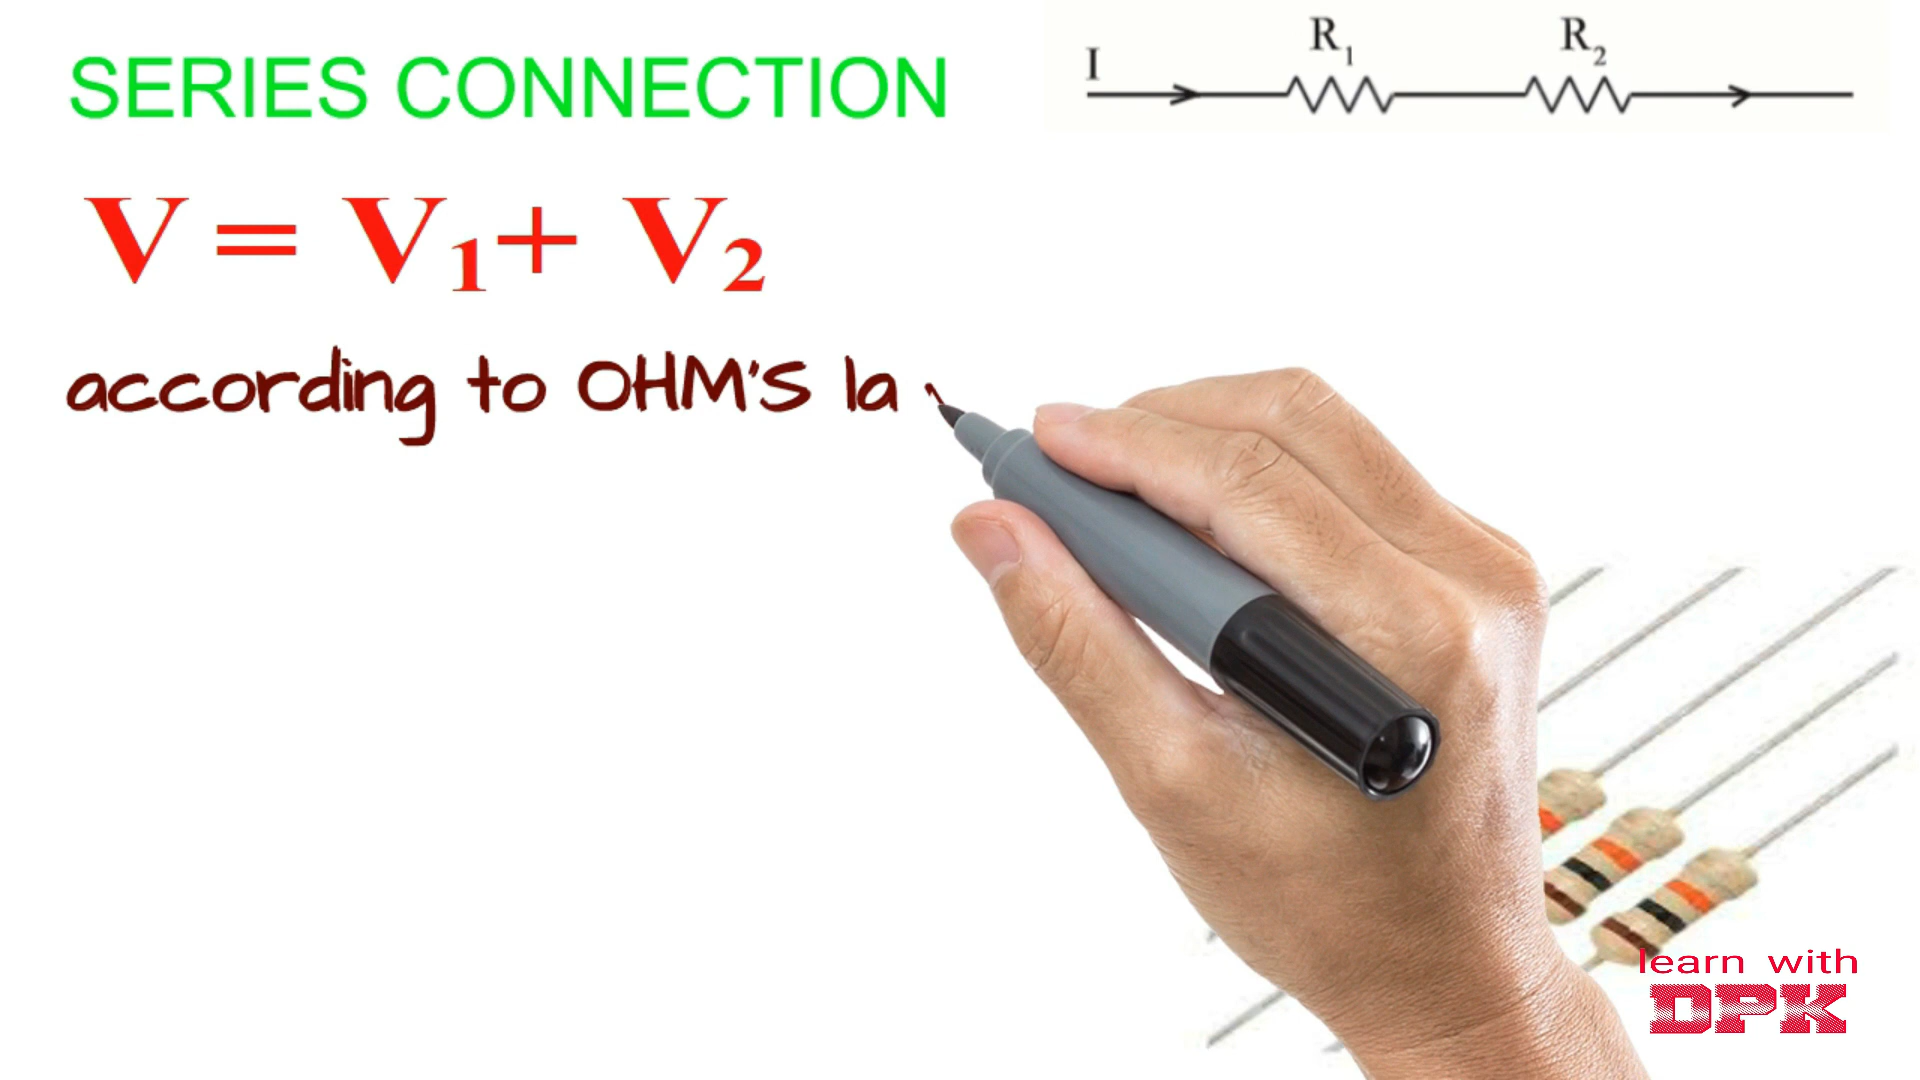 SERIES CONNECTION
I R₁ R₂
V = V₁ + V₂
according to OHM'S la
learn with
DPK